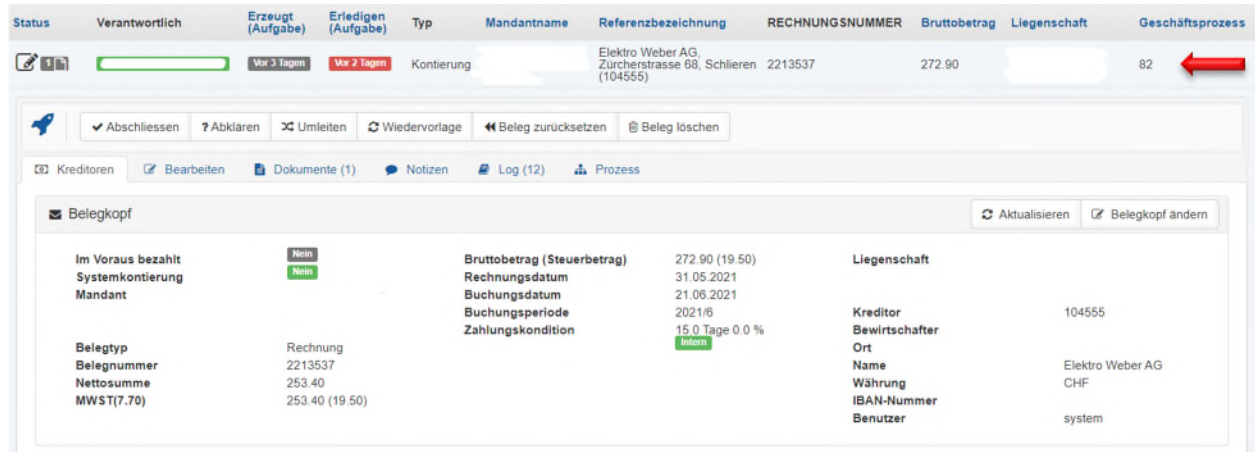 Status Verantwortlich Erzeugt (Aufgabe) Erledigen (Aufgabe) Typ Mandantname Referenzbezeichnung RECHNUNGSNUMMER Bruttobetrag Liegenschaft Geschäftsprozess
1 Vor 3 Tagen Vor 2 Tagen Kontierung Elektro Weber AG, Zürcherstrasse 68, Schlieren (104555) 2213537 272.90 82
Abschliessen ? Abklären Umleiten Wiedervorlage Beleg zurücksetzen Beleg löschen
Kreditoren Bearbeiten Dokumente (1) Notizen Log (12) Prozess
Belegkopf Aktualisieren Belegkopf ändern
Im Voraus bezahlt Nein Bruttobetrag (Steuerbetrag) 272.90 (19.50) Liegenschaft
Systemkontierung Nein Rechnungsdatum 31.05.2021
Mandant Buchungsdatum 21.06.2021
Buchungsperiode 2021/6 Kreditor 104555
Zahlungskondition 15.0 Tage 0.0 % Bewirtschafter
Belegtyp Rechnung Intern Ort
Belegnummer 2213537 Name Elektro Weber AG
Nettosumme 253.40 Währung CHF
MWST(7.70) 253.40 (19.50) IBAN-Nummer
Benutzer system